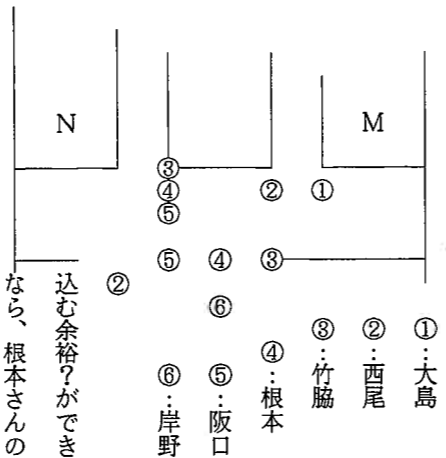 N
M
③
④ ② ①
⑤
⑤ ④ ③
②
⑥
①:大島
②:西尾
③:竹脇
④:根本
⑤:阪口
⑥:岸野
込む余裕？ができ
なら、根本さんの